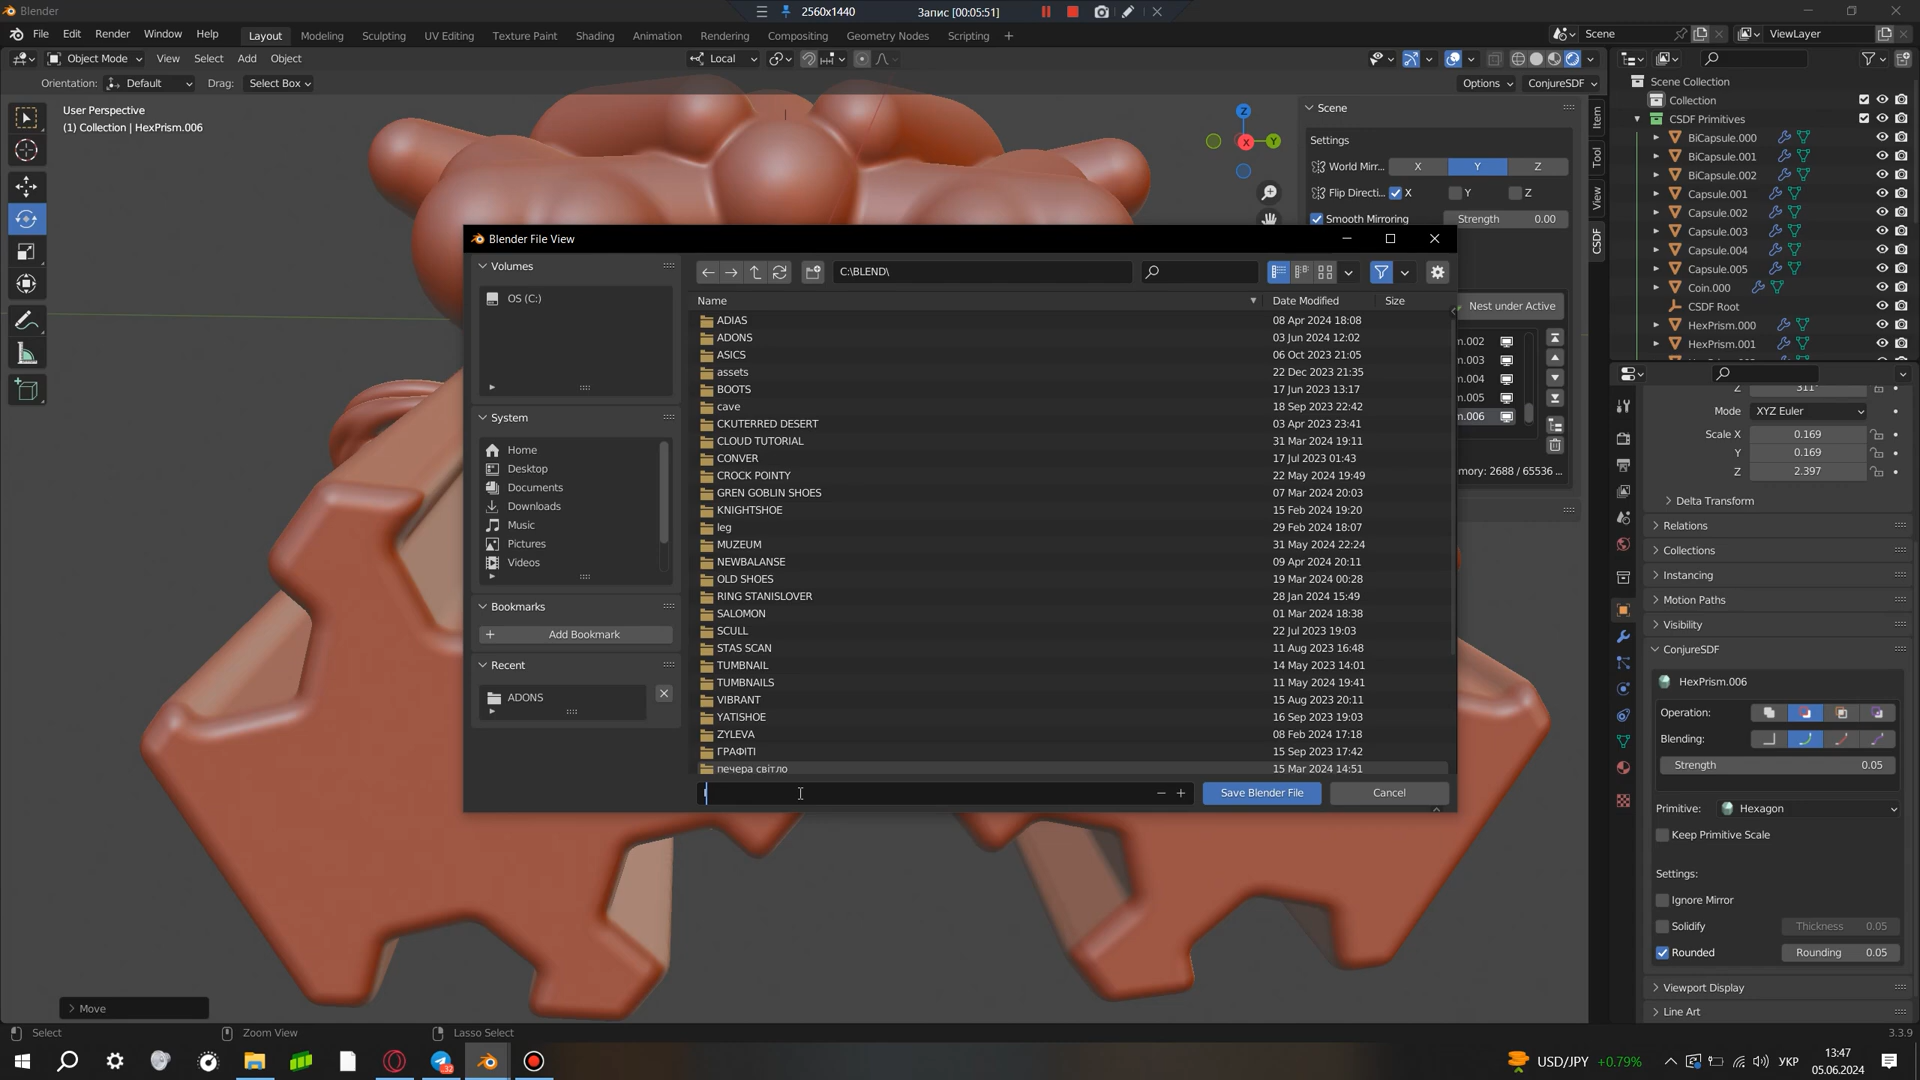 Blender
2560x1440
Запис [00:05:51]
File Edit Render Window Help
Layout Modeling Sculpting UV Editing Texture Paint Shading Animation Rendering Compositing Geometry Nodes Scripting +
Scene
ViewLayer
Object Mode View Select Add Object
Local
Orientation: Default Drag: Select Box
Options ConjureSDF
User Perspective
(1) Collection | HexPrism.006
Z
Y
X
Item
Tool
View
CSDF
Scene
Settings
World Mirr... X Y Z
Flip Directi... X Y Z
Smooth Mirroring Strength 0.00
Nest under Active
m.002
m.003
m.004
m.005
m.006
mory: 2688 / 65536 ...
Scene Collection
Collection
CSDF Primitives
BiCapsule.000
BiCapsule.001
BiCapsule.002
Capsule.001
Capsule.002
Capsule.003
Capsule.004
Capsule.005
Coin.000
CSDF Root
HexPrism.000
HexPrism.001
Z 311°
Mode XYZ Euler
Scale X 0.169
Y 0.169
Z 2.397
Delta Transform
Relations
Collections
Instancing
Motion Paths
Visibility
ConjureSDF
HexPrism.006
Operation:
Blending:
Strength 0.05
Primitive: Hexagon
Keep Primitive Scale
Settings:
Ignore Mirror
Solidify Thickness 0.05
Rounded Rounding 0.05
Viewport Display
Line Art
Blender File View
Volumes
OS (C:)
System
Home
Desktop
Documents
Downloads
Music
Pictures
Videos
Bookmarks
Add Bookmark
Recent
ADONS
C:\BLEND\
Name Date Modified Size
ADIAS 08 Apr 2024 18:08
ADONS 03 Jun 2024 12:02
ASICS 06 Oct 2023 21:05
assets 22 Dec 2023 21:35
BOOTS 17 Jun 2023 13:17
cave 18 Sep 2023 22:42
CKUTERRED DESERT 03 Apr 2023 23:41
CLOUD TUTORIAL 31 Mar 2024 19:11
CONVER 17 Jul 2023 01:43
CROCK POINTY 22 May 2024 19:49
GREN GOBLIN SHOES 07 Mar 2024 20:03
KNIGHTSHOE 15 Feb 2024 19:20
leg 29 Feb 2024 18:07
MUZEUM 31 May 2024 22:24
NEWBALANSE 09 Apr 2024 20:11
OLD SHOES 19 Mar 2024 00:28
RING STANISLOVER 28 Jan 2024 15:49
SALOMON 01 Mar 2024 18:38
SCULL 22 Jul 2023 19:03
STAS SCAN 11 Aug 2023 16:48
TUMBNAIL 14 May 2023 14:01
TUMBNAILS 11 May 2024 19:41
VIBRANT 15 Aug 2023 20:11
YATISHOE 16 Sep 2023 19:03
ZYLEVA 08 Feb 2024 17:18
ГРАФІТІ 15 Sep 2023 17:42
печера світло 15 Mar 2024 14:51
Save Blender File Cancel
Move
Select Zoom View Lasso Select
3.3.9
32
USD/JPY +0.79%
УКР
13:47
05.06.2024